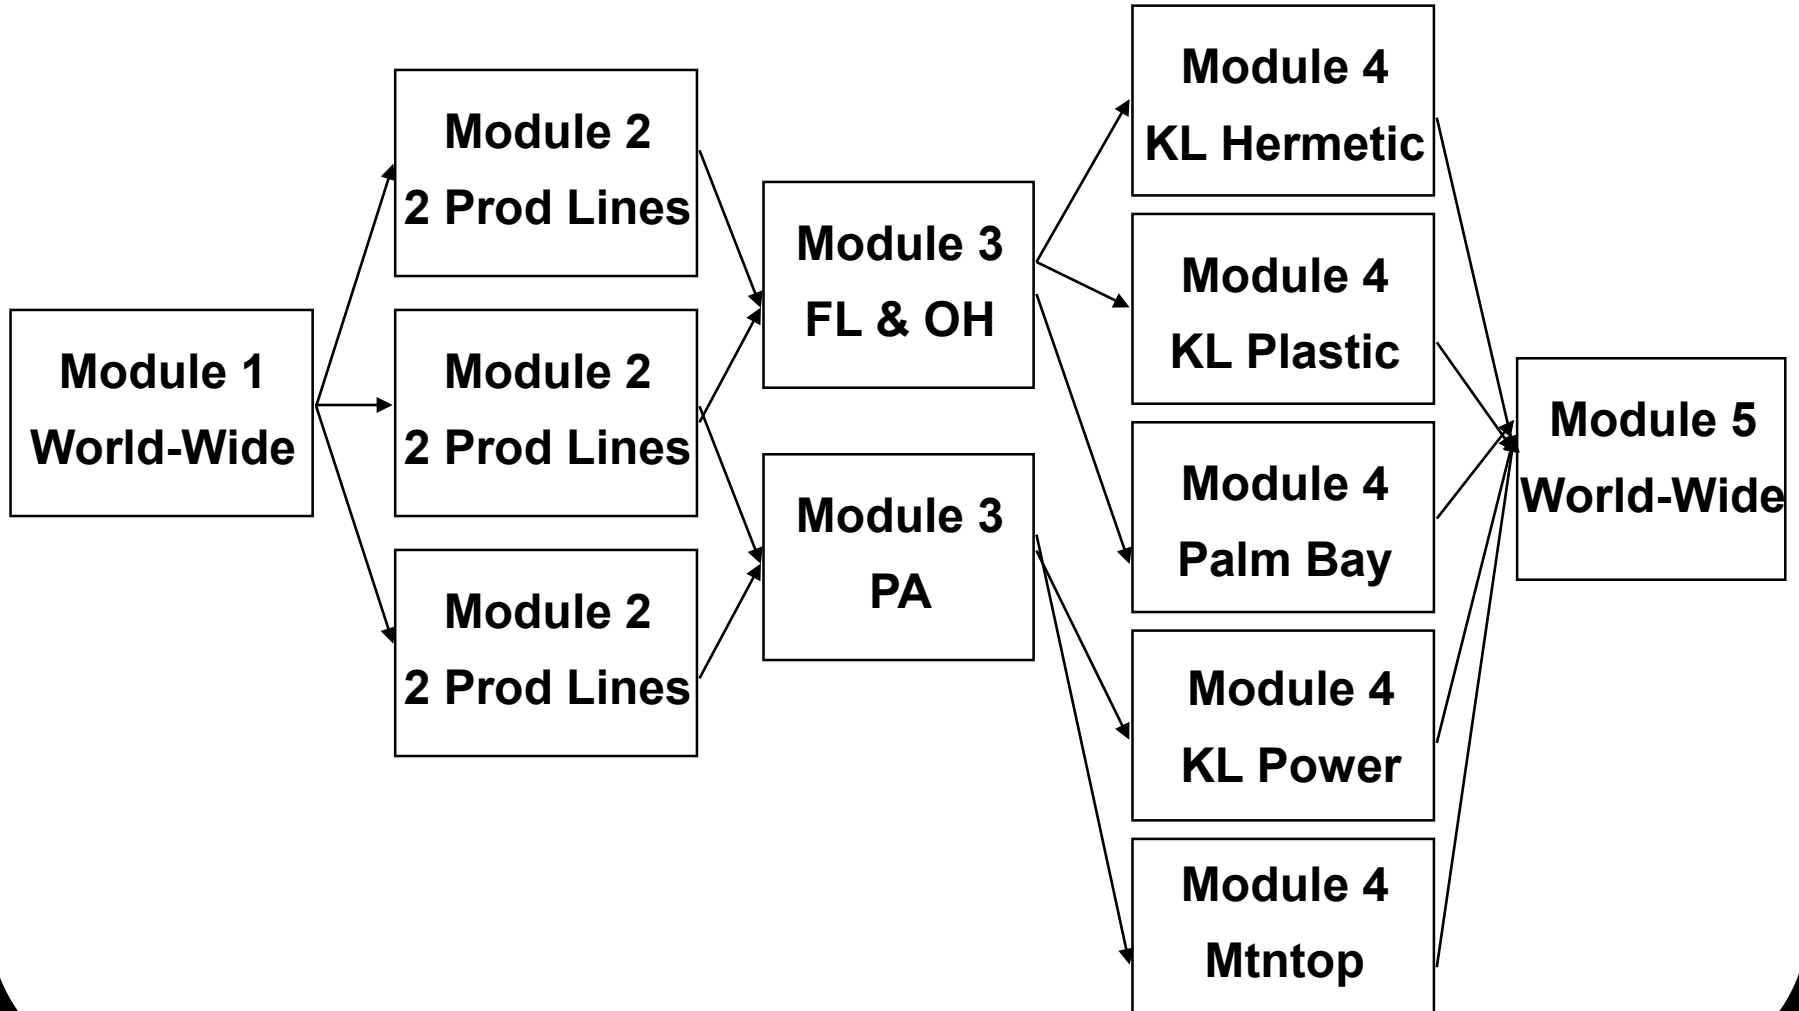 Module 1
World-Wide
Module 2
2 Prod Lines
Module 2
2 Prod Lines
Module 2
2 Prod Lines
Module 3
FL & OH
Module 3
PA
Module 4
KL Hermetic
Module 4
KL Plastic
Module 4
Palm Bay
Module 4
KL Power
Module 4
Mtntop
Module 5
World-Wide